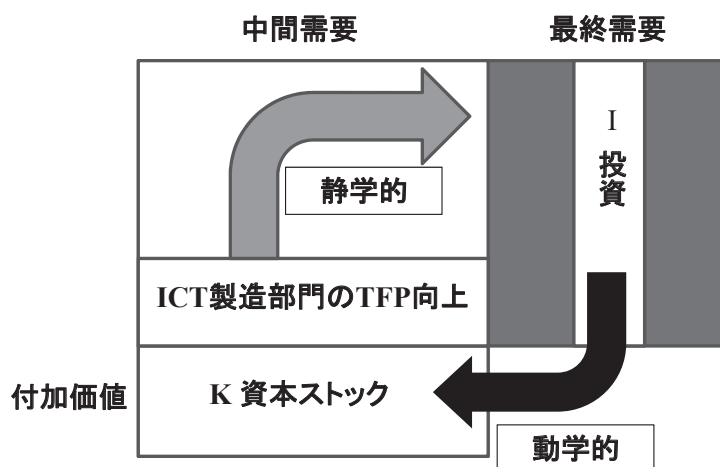 中間需要
最終需要
I
投資
静学的
ICT製造部門のTFP向上
付加価値
K 資本ストック
動学的